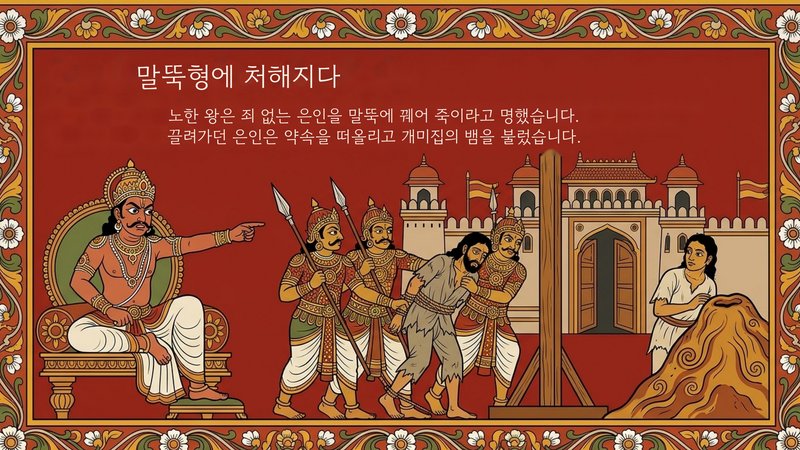 말뚝형에 처해지다
노한 왕은 죄 없는 은인을 말뚝에 꿰어 죽이라고 명했습니다.
끌려가던 은인은 약속을 떠올리고 개미집의 뱀을 불렀습니다.